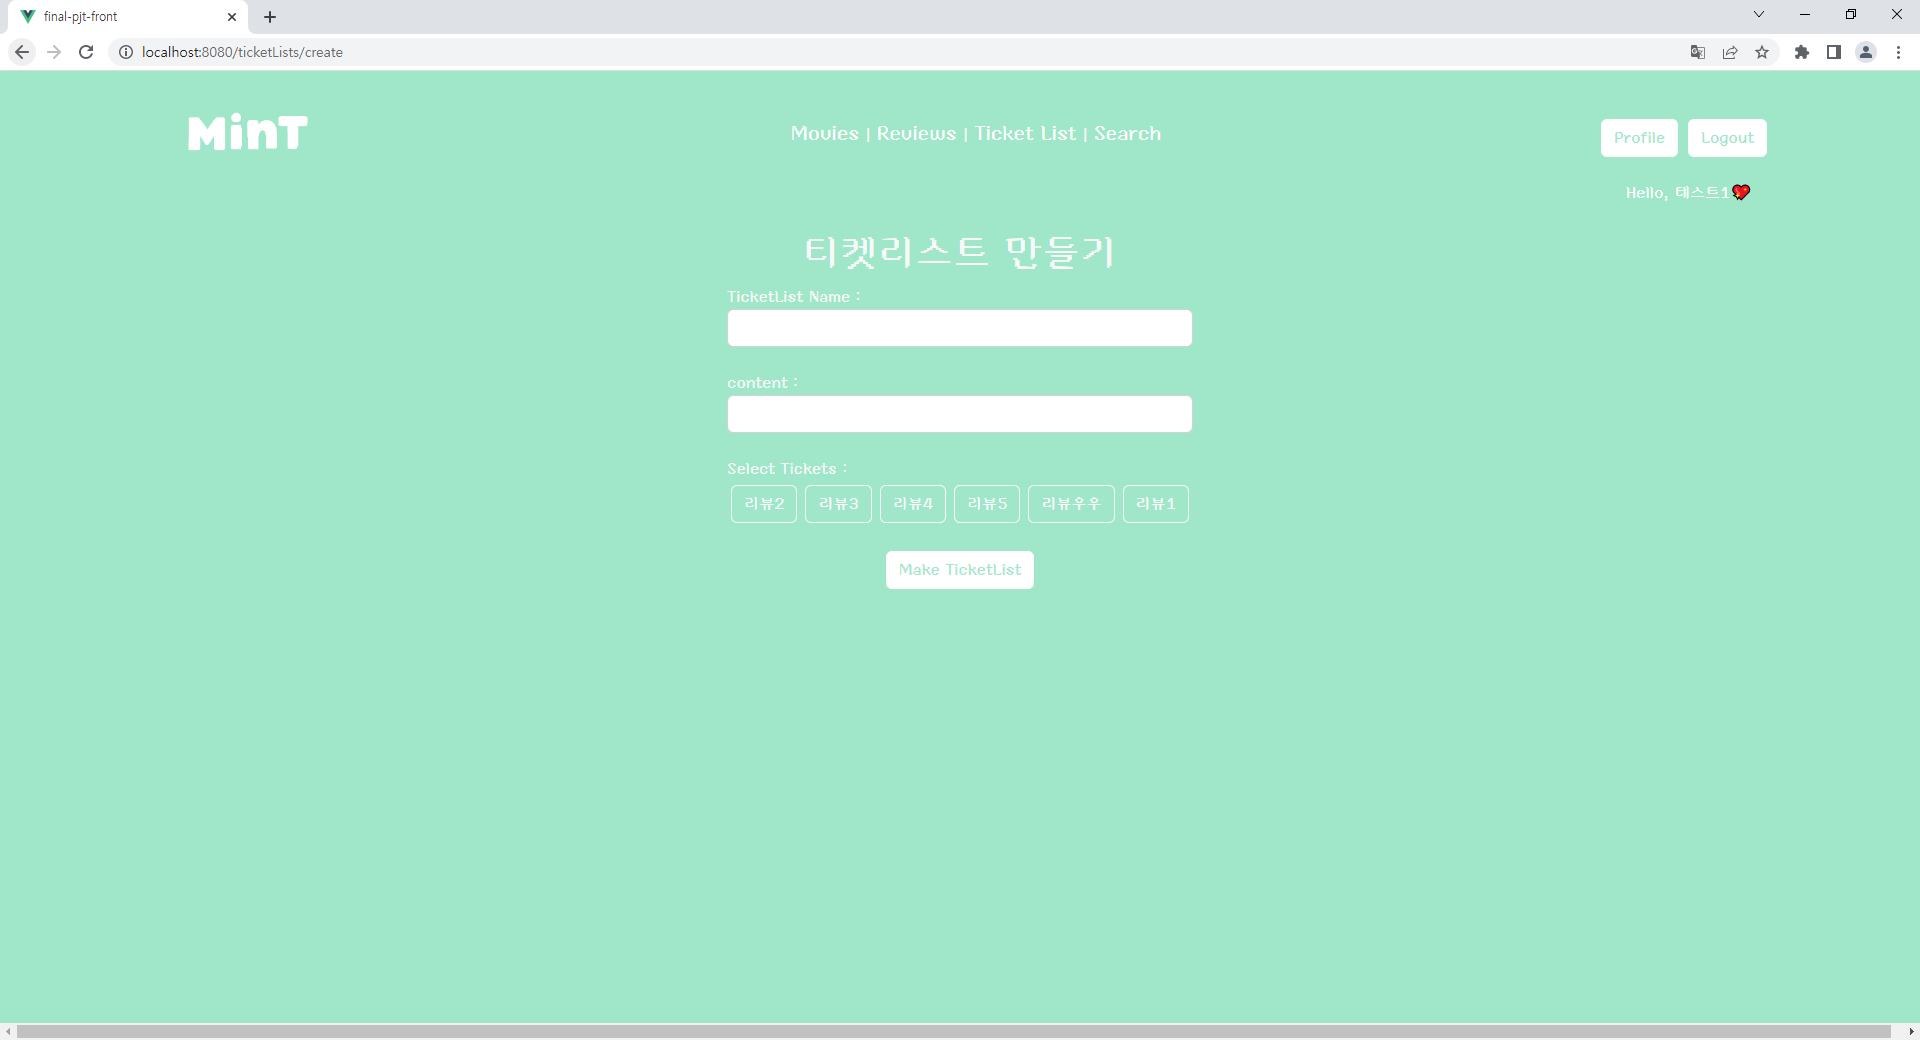 final-pjt-front
localhost:8080/ticketLists/create
MinT
Movies | Reviews | Ticket List | Search
Profile
Logout
Hello, 테스트1
티켓리스트 만들기
TicketList Name :
content :
Select Tickets :
리뷰2
리뷰3
리뷰4
리뷰5
리뷰우우
리뷰1
Make TicketList